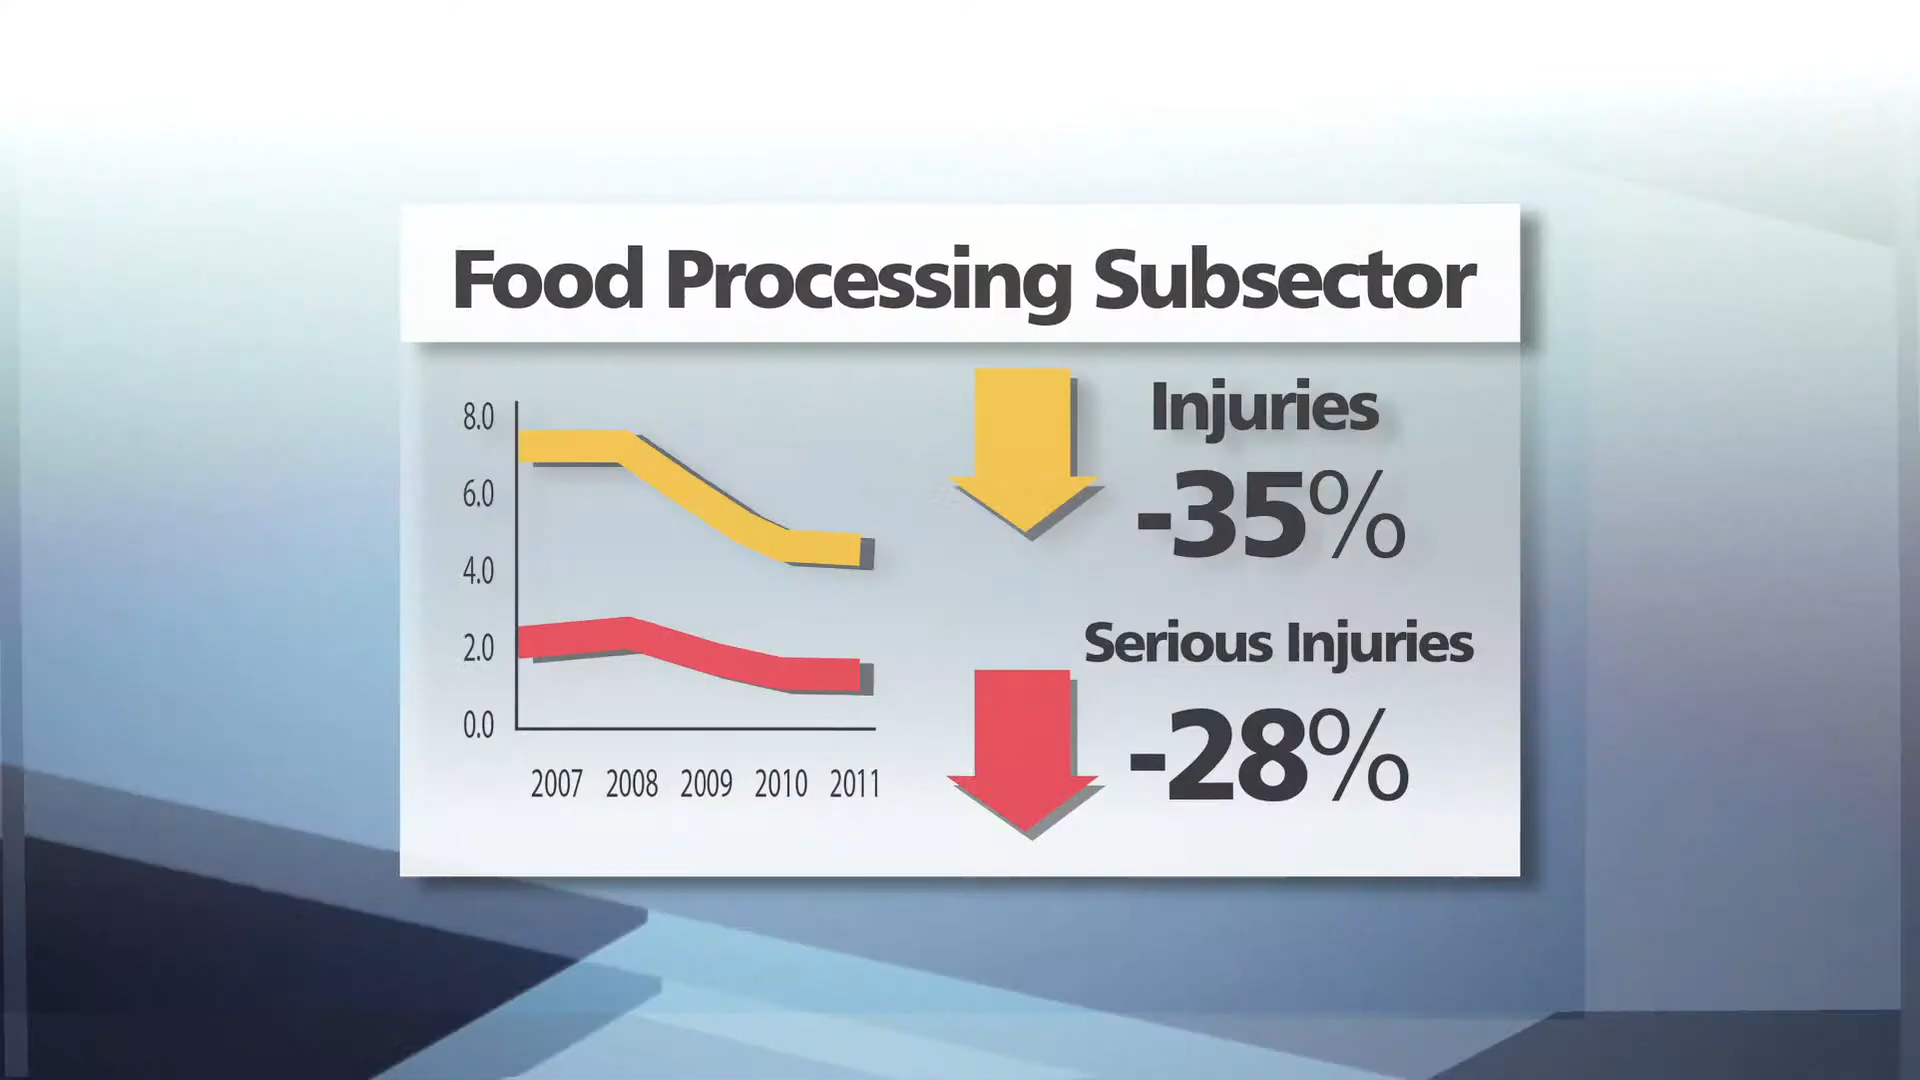 Food Processing Subsector
8.0
6.0
4.0
2.0
0.0
2007 2008 2009 2010 2011
Injuries
-35%
Serious Injuries
-28%